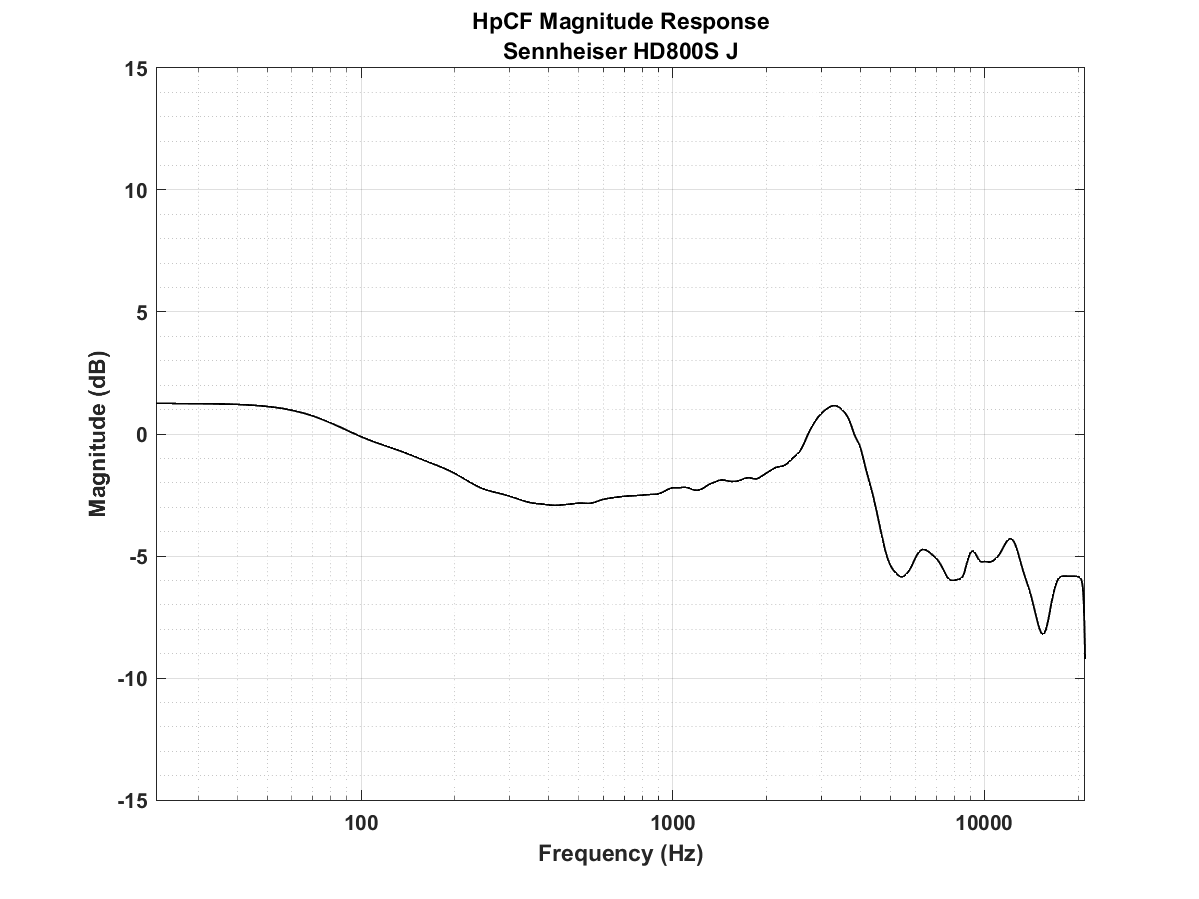 HpCF Magnitude Response
Sennheiser HD800S J
15
10
5
0
-5
-10
-15
Magnitude (dB)
100
1000
10000
Frequency (Hz)